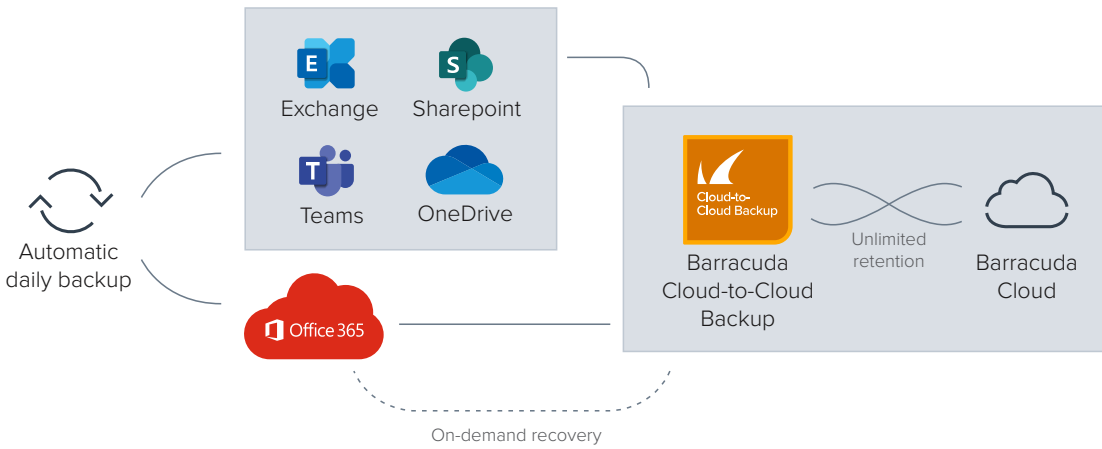 E
Exchange
S
Sharepoint
T
Teams
OneDrive
Automatic
daily backup
Office 365
Cloud-to-
Cloud Backup
Barracuda
Cloud-to-Cloud
Backup
Unlimited
retention
Barracuda
Cloud
On-demand recovery